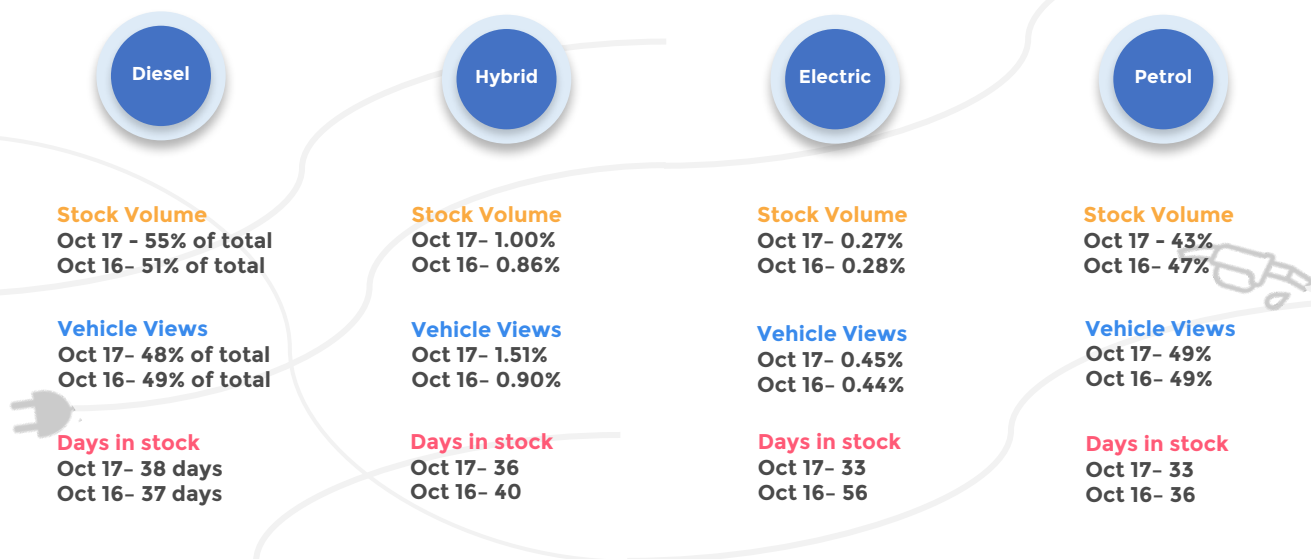 Diesel
Stock Volume
Oct 17 - 55% of total
Oct 16– 51% of total
Vehicle Views
Oct 17– 48% of total
Oct 16– 49% of total
Days in stock
Oct 17– 38 days
Oct 16– 37 days
Hybrid
Stock Volume
Oct 17– 1.00%
Oct 16– 0.86%
Vehicle Views
Oct 17– 1.51%
Oct 16– 0.90%
Days in stock
Oct 17– 36
Oct 16– 40
Electric
Stock Volume
Oct 17– 0.27%
Oct 16– 0.28%
Vehicle Views
Oct 17– 0.45%
Oct 16– 0.44%
Days in stock
Oct 17– 33
Oct 16– 56
Petrol
Stock Volume
Oct 17 - 43%
Oct 16– 47%
Vehicle Views
Oct 17– 49%
Oct 16– 49%
Days in stock
Oct 17– 33
Oct 16– 36